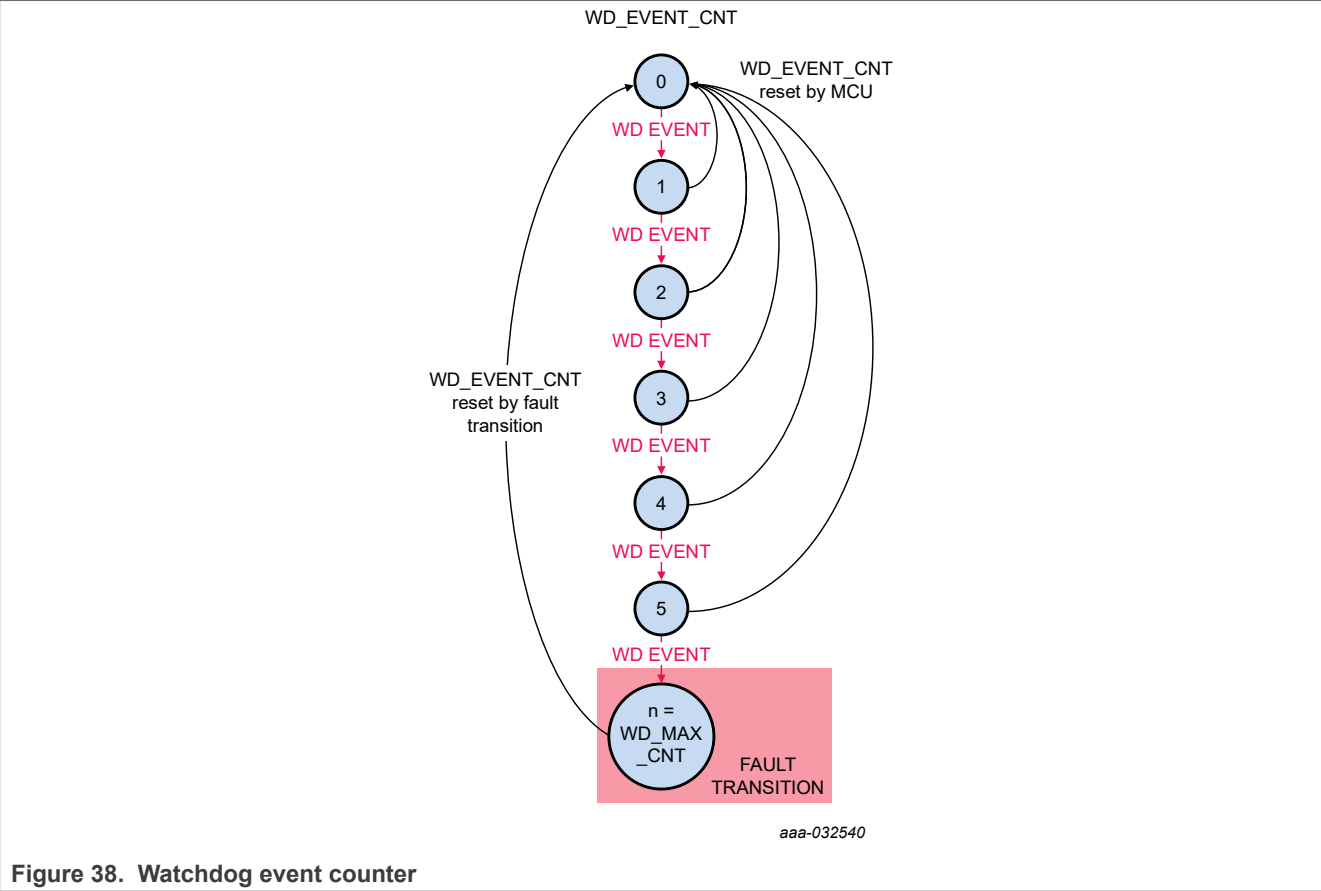 WD_EVENT_CNT
0
WD_EVENT_CNT
reset by MCU
WD EVENT
1
WD EVENT
2
WD EVENT
WD_EVENT_CNT
reset by fault
transition
3
WD EVENT
4
WD EVENT
5
WD EVENT
n =
WD_MAX
_CNT
FAULT
TRANSITION
aaa-032540
Figure 38. Watchdog event counter